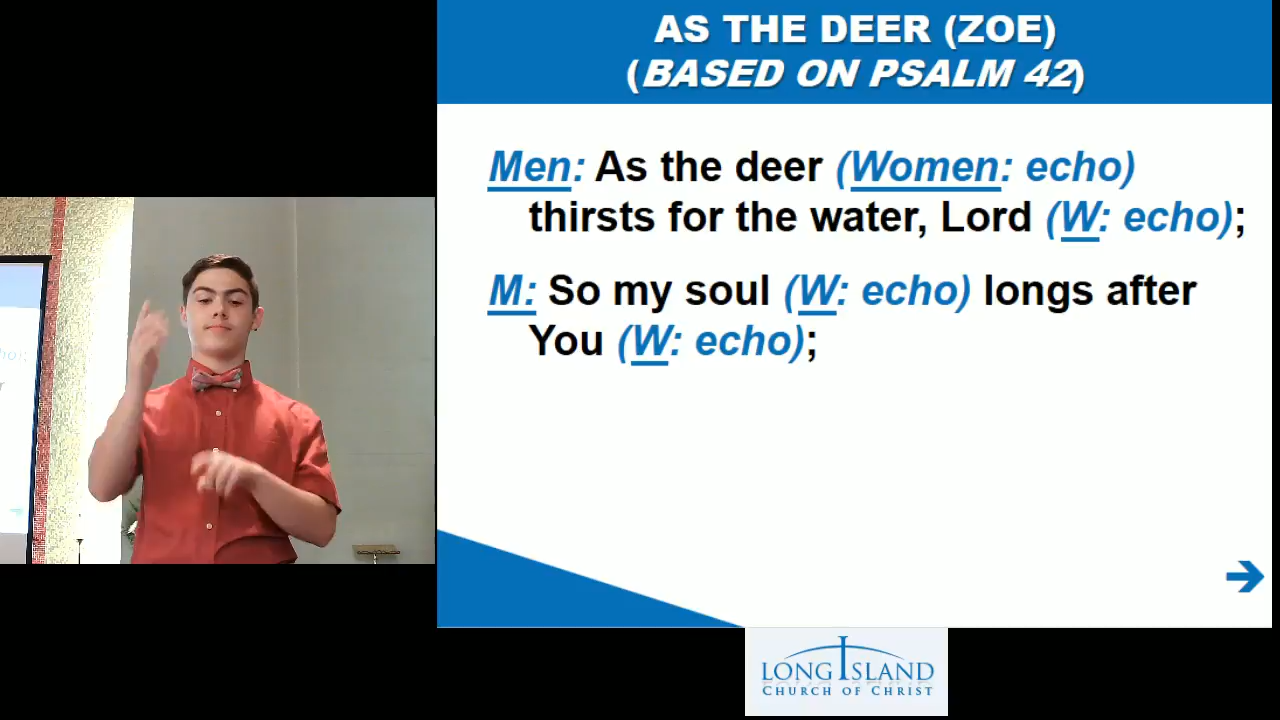 AS THE DEER (ZOE)
(BASED ON PSALM 42)
Men: As the deer (Women: echo)
thirsts for the water, Lord (W: echo);
M: So my soul (W: echo) longs after
You (W: echo);
LONG ISLAND
CHURCH OF CHRIST